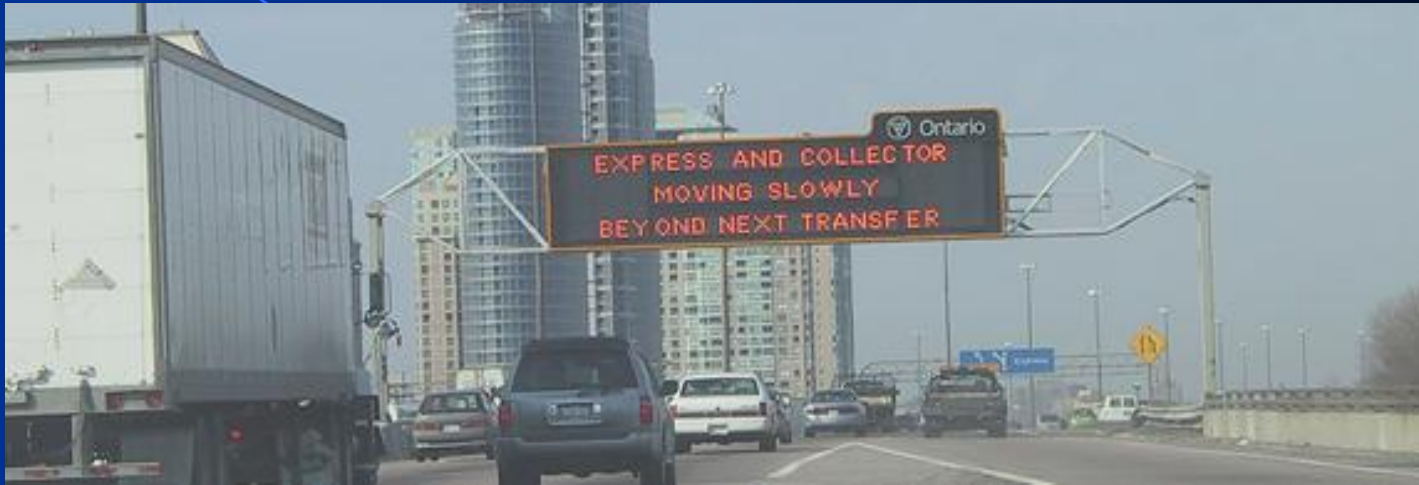 Ontario
EXPRESS AND COLLECTOR
MOVING SLOWLY
BEYOND NEXT TRANSFER